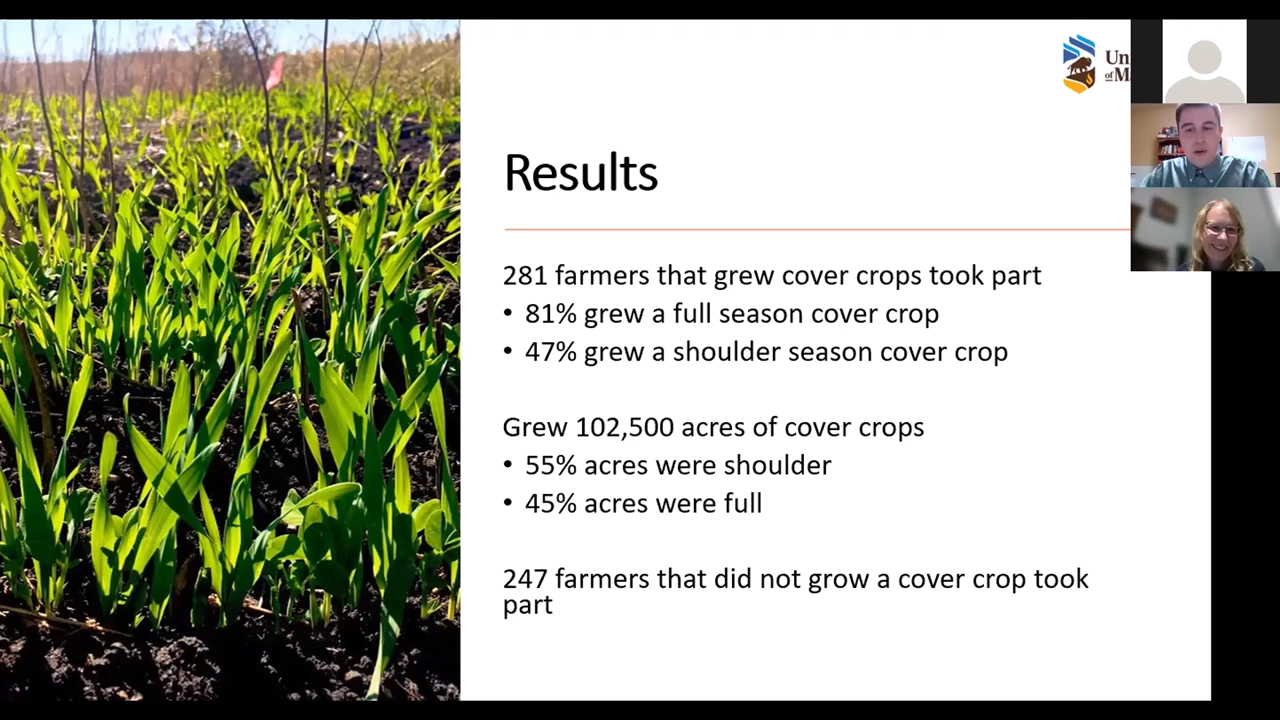 Results
281 farmers that grew cover crops took part
• 81% grew a full season cover crop
• 47% grew a shoulder season cover crop
Grew 102,500 acres of cover crops
• 55% acres were shoulder
• 45% acres were full
247 farmers that did not grow a cover crop took
part